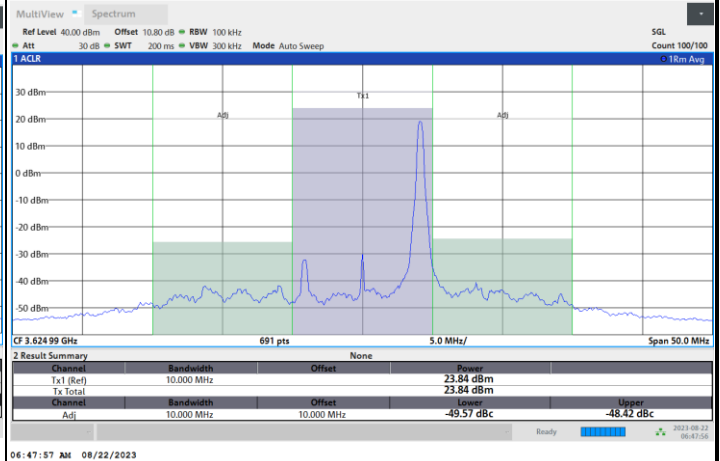 MultiView Spectrum
Ref Level 40.00 dBm Offset 10.80 dB RBW 100 kHz SGL
Att 30 dB SWT 200 ms VBW 300 kHz Mode Auto Sweep Count 100/100
1 ACLR 1Rm Avg
30 dBm
Tx1
20 dBm Adj Adj
10 dBm
0 dBm
-10 dBm
-20 dBm
-30 dBm
-40 dBm
-50 dBm
CF 3.624 99 GHz 691 pts 5.0 MHz/ Span 50.0 MHz
2 Result Summary None
Channel Bandwidth Offset Power
Tx1 (Ref) 10.000 MHz 23.84 dBm
Tx Total 23.84 dBm
Channel Bandwidth Offset Lower Upper
Adj 10.000 MHz 10.000 MHz -49.57 dBc -48.42 dBc
Ready 2023-08-22
06:47:56
06:47:57 AM 08/22/2023